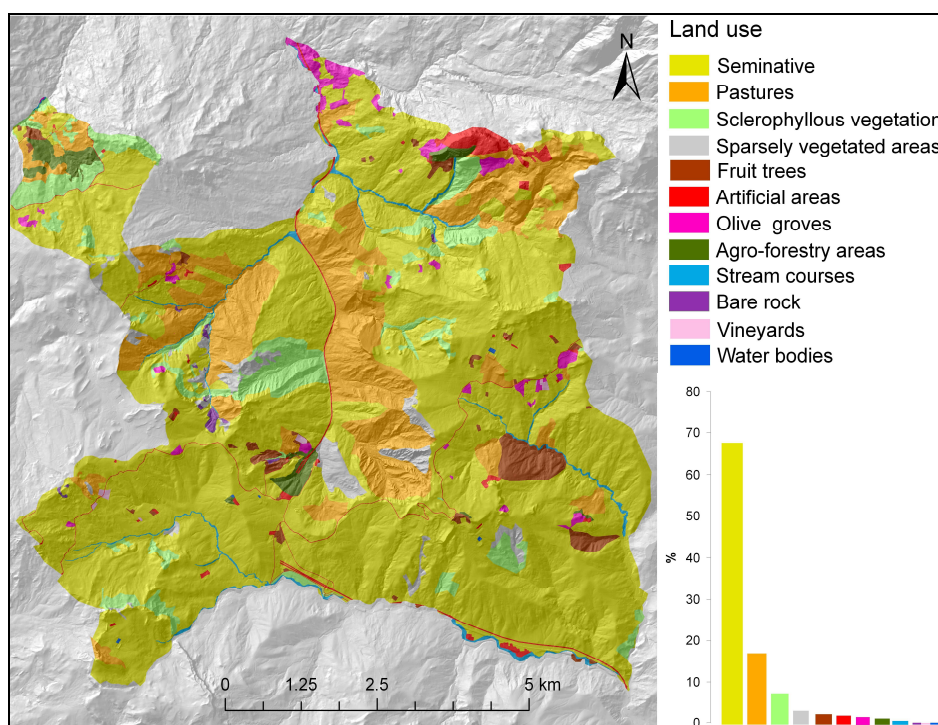 Land use
N
Seminative
Pastures
Sclerophyllous vegetation
Sparsely vegetated areas
Fruit trees
Artificial areas
Olive groves
Agro-forestry areas
Stream courses
Bare rock
Vineyards
Water bodies
80
70
60
50
%
40
30
20
10
0
0 1.25 2.5 5 km